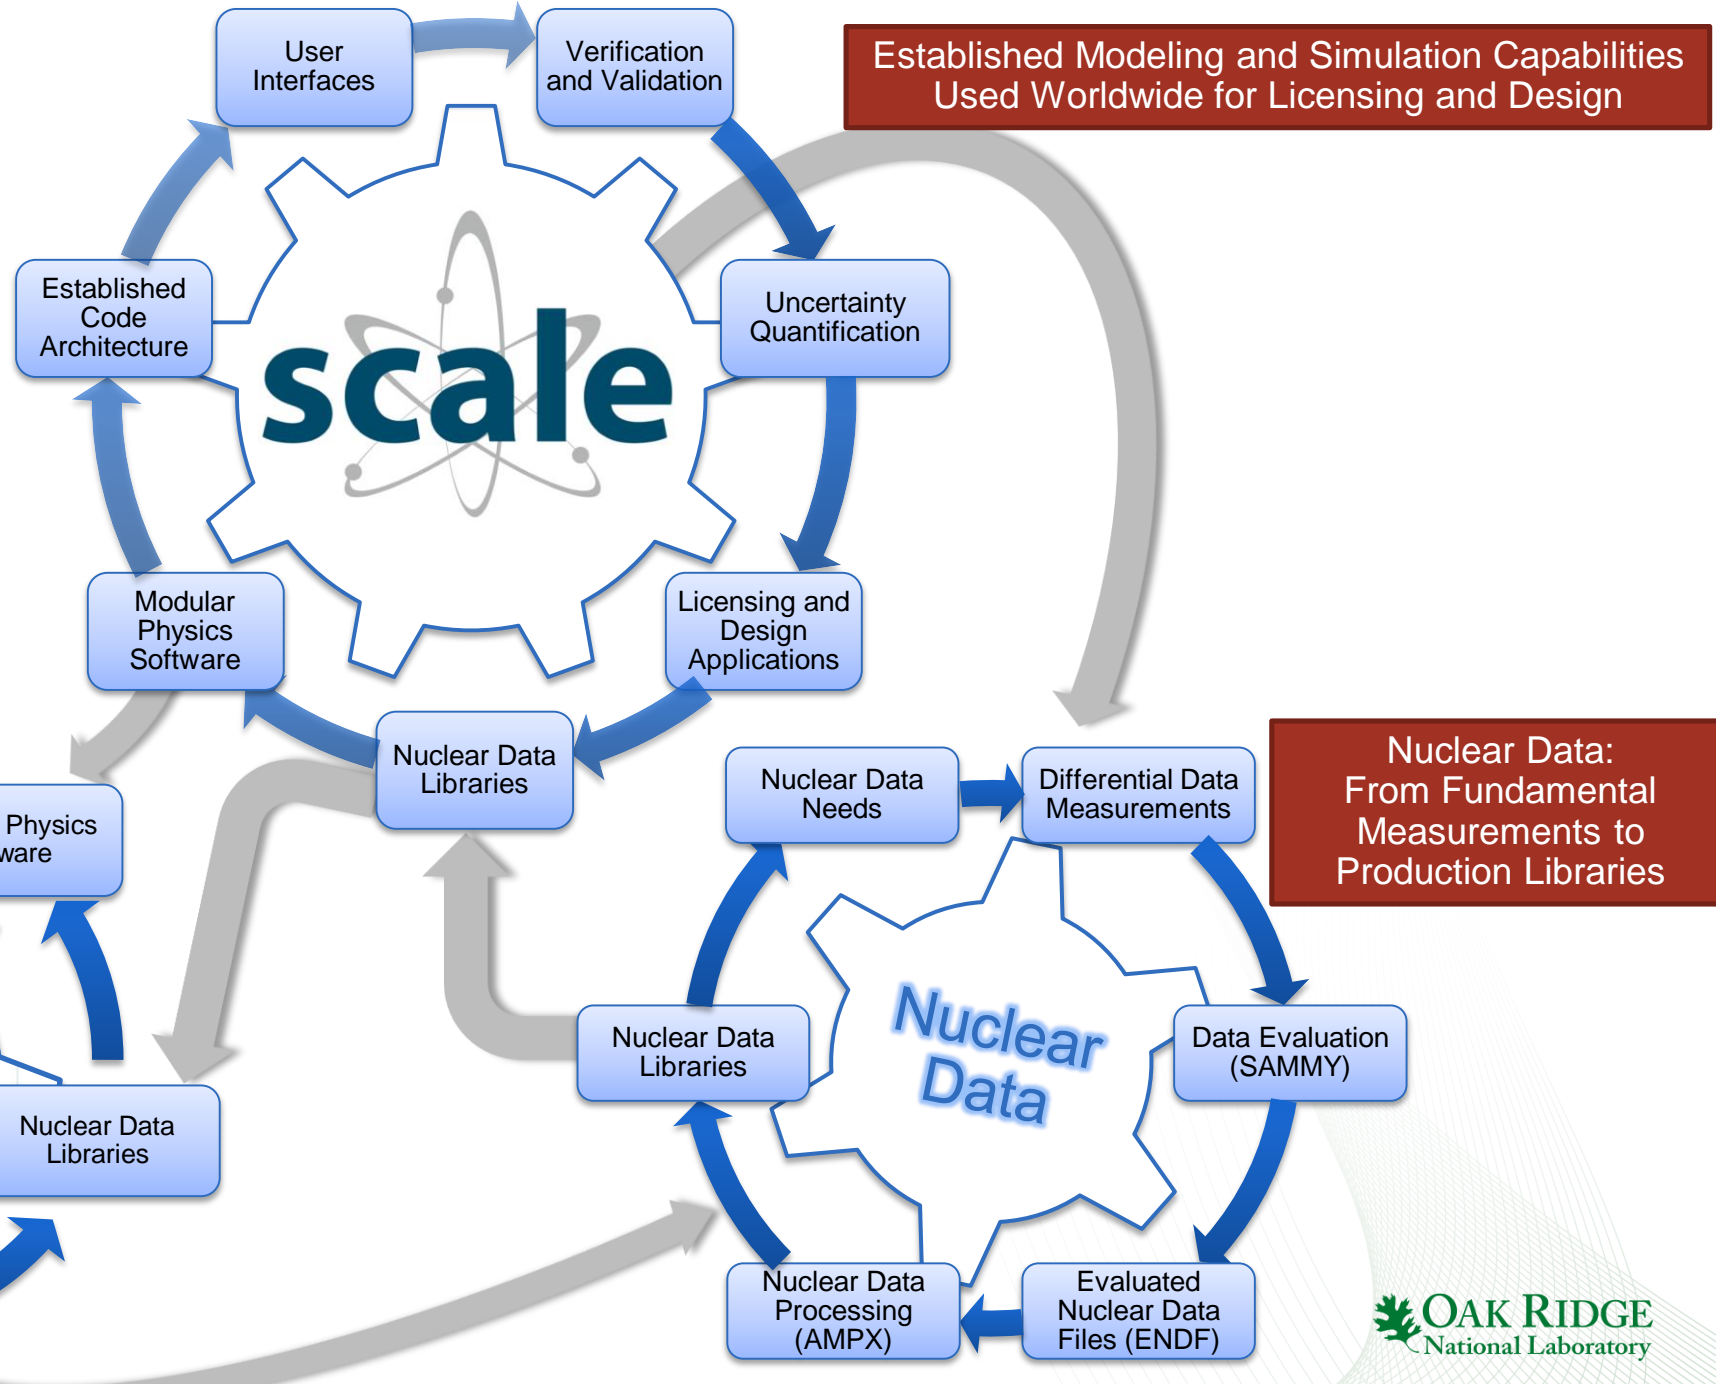 User
Interfaces
Verification
and Validation
Established Modeling and Simulation Capabilities
Used Worldwide for Licensing and Design
Established
Code
Architecture
scale
Uncertainty
Quantification
Modular
Physics
Software
Licensing and
Design
Applications
Nuclear Data
Libraries
Nuclear Data
Needs
Differential Data
Measurements
Nuclear Data:
From Fundamental
Measurements to
Production Libraries
Physics
ware
Nuclear Data
Libraries
Nuclear
Data
Data Evaluation
(SAMMY)
Nuclear Data
Libraries
Nuclear Data
Processing
(AMPX)
Evaluated
Nuclear Data
Files (ENDF)
OAK RIDGE
National Laboratory